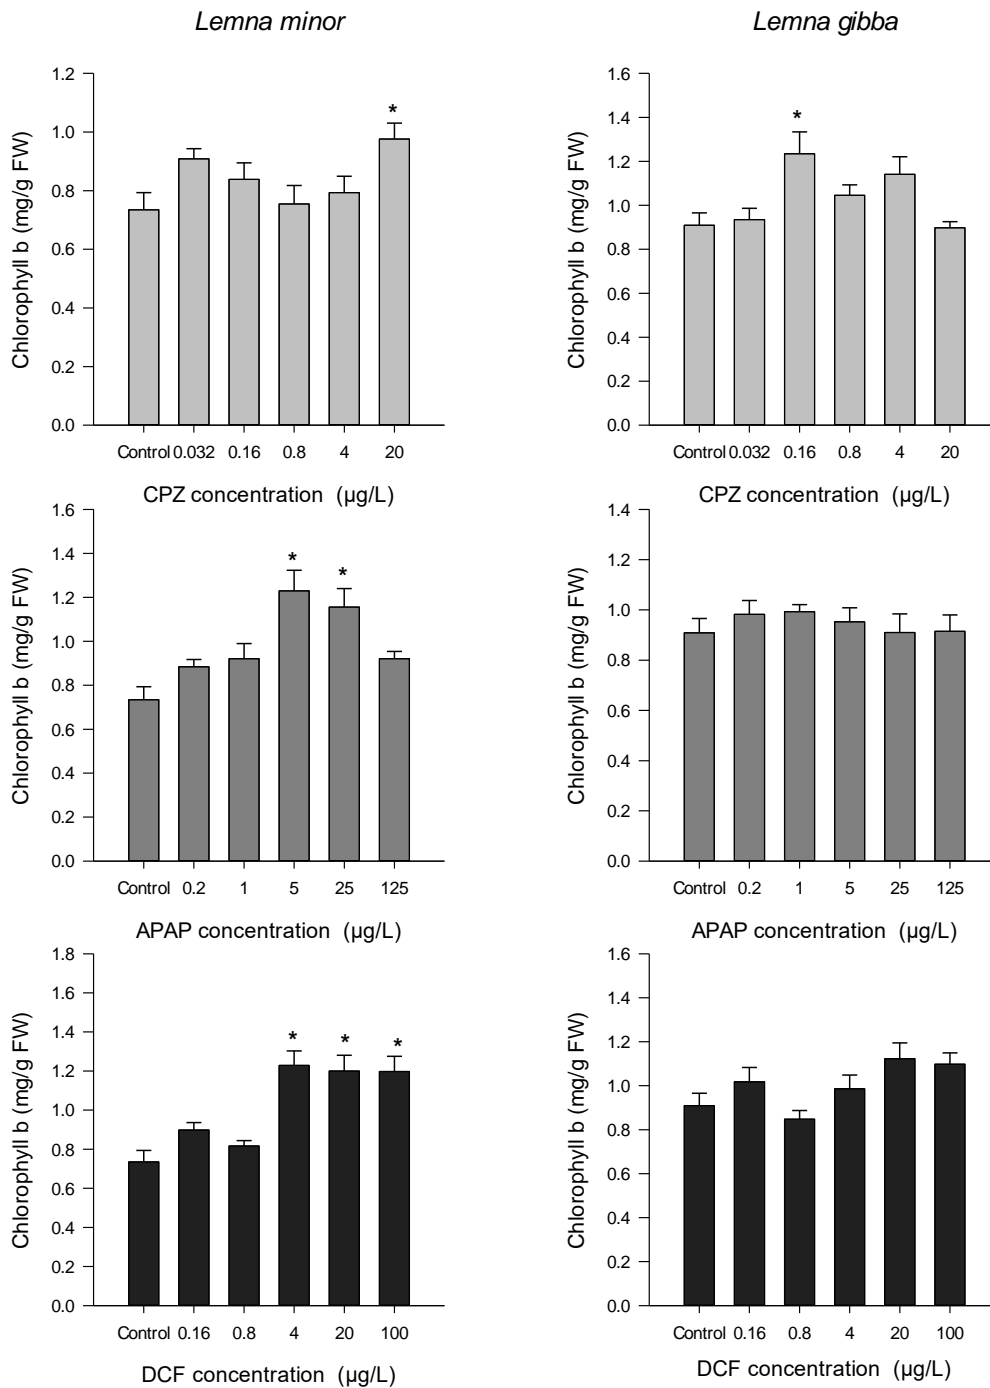 Lemna minor
Lemna gibba
1.2
1.0
0.8
0.6
0.4
0.2
0.0
Chlorophyll b (mg/g FW)
*
Control 0.032 0.16 0.8 4 20
CPZ concentration (µg/L)
1.6
1.4
1.2
1.0
0.8
0.6
0.4
0.2
0.0
Chlorophyll b (mg/g FW)
*
Control 0.032 0.16 0.8 4 20
CPZ concentration (µg/L)
1.6
1.4
1.2
1.0
0.8
0.6
0.4
0.2
0.0
Chlorophyll b (mg/g FW)
* *
Control 0.2 1 5 25 125
APAP concentration (µg/L)
1.4
1.2
1.0
0.8
0.6
0.4
0.2
0.0
Chlorophyll b (mg/g FW)
Control 0.2 1 5 25 125
APAP concentration (µg/L)
1.8
1.6
1.4
1.2
1.0
0.8
0.6
0.4
0.2
0.0
Chlorophyll b (mg/g FW)
* * *
Control 0.16 0.8 4 20 100
DCF concentration (µg/L)
1.6
1.4
1.2
1.0
0.8
0.6
0.4
0.2
0.0
Chlorophyll b (mg/g FW)
Control 0.16 0.8 4 20 100
DCF concentration (µg/L)